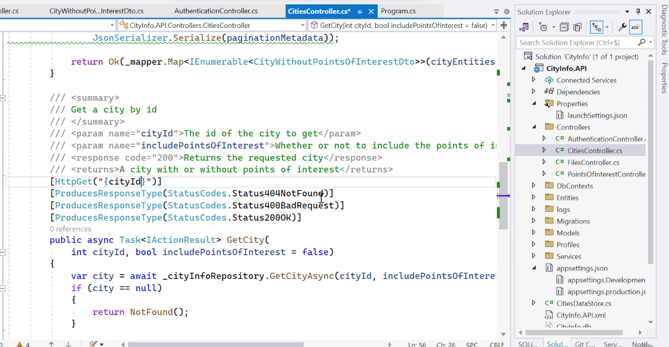 ller.cs
CityWithoutPoi...InterestDto.cs
AuthenticationController.cs
CitiesController.cs*
Program.cs
CityInfo.API.Controllers.CitiesController
GetCity(int cityId, bool includePointsOfInterest = false)
JsonSerializer.Serialize(paginationMetadata));
return Ok(_mapper.Map<IEnumerable<CityWithoutPointsOfInterestDto>>(cityEntities
}
/// <summary>
/// Get a city by id
/// </summary>
/// <param name="cityId">The id of the city to get</param>
/// <param name="includePointsOfInterest">Whether or not to include the points of in
/// <response code="200">Returns the requested city</response>
/// <returns>A city with or without points of interest</returns>
[HttpGet("{cityId}")]
[ProducesResponseType(StatusCodes.Status404NotFound)]
[ProducesResponseType(StatusCodes.Status400BadRequest)]
[ProducesResponseType(StatusCodes.Status200OK)]
0 references
public async Task<IActionResult> GetCity(
int cityId, bool includePointsOfInterest = false)
{
var city = await _cityInfoRepository.GetCityAsync(cityId, includePointsOfInteres
if (city == null)
{
return NotFound();
}
4
Ln: 56
Ch: 26
SPC
CRLF
Solution Explorer
Search Solution Explorer (Ctrl+$)
Solution 'CityInfo' (1 of 1 project)
CityInfo.API
Connected Services
Dependencies
Properties
launchSettings.json
Controllers
AuthenticationController.
CitiesController.cs
FilesController.cs
PointsOfInterestControlle
DbContexts
Entities
logs
Migrations
Models
Profiles
Services
appsettings.json
appsettings.Developmen
appsettings.production.js
CitiesDataStore.cs
CityInfo.API.xml
CityInfo.db
Solut...
Git C...
Serv...
Diagnostic Tools
Properties